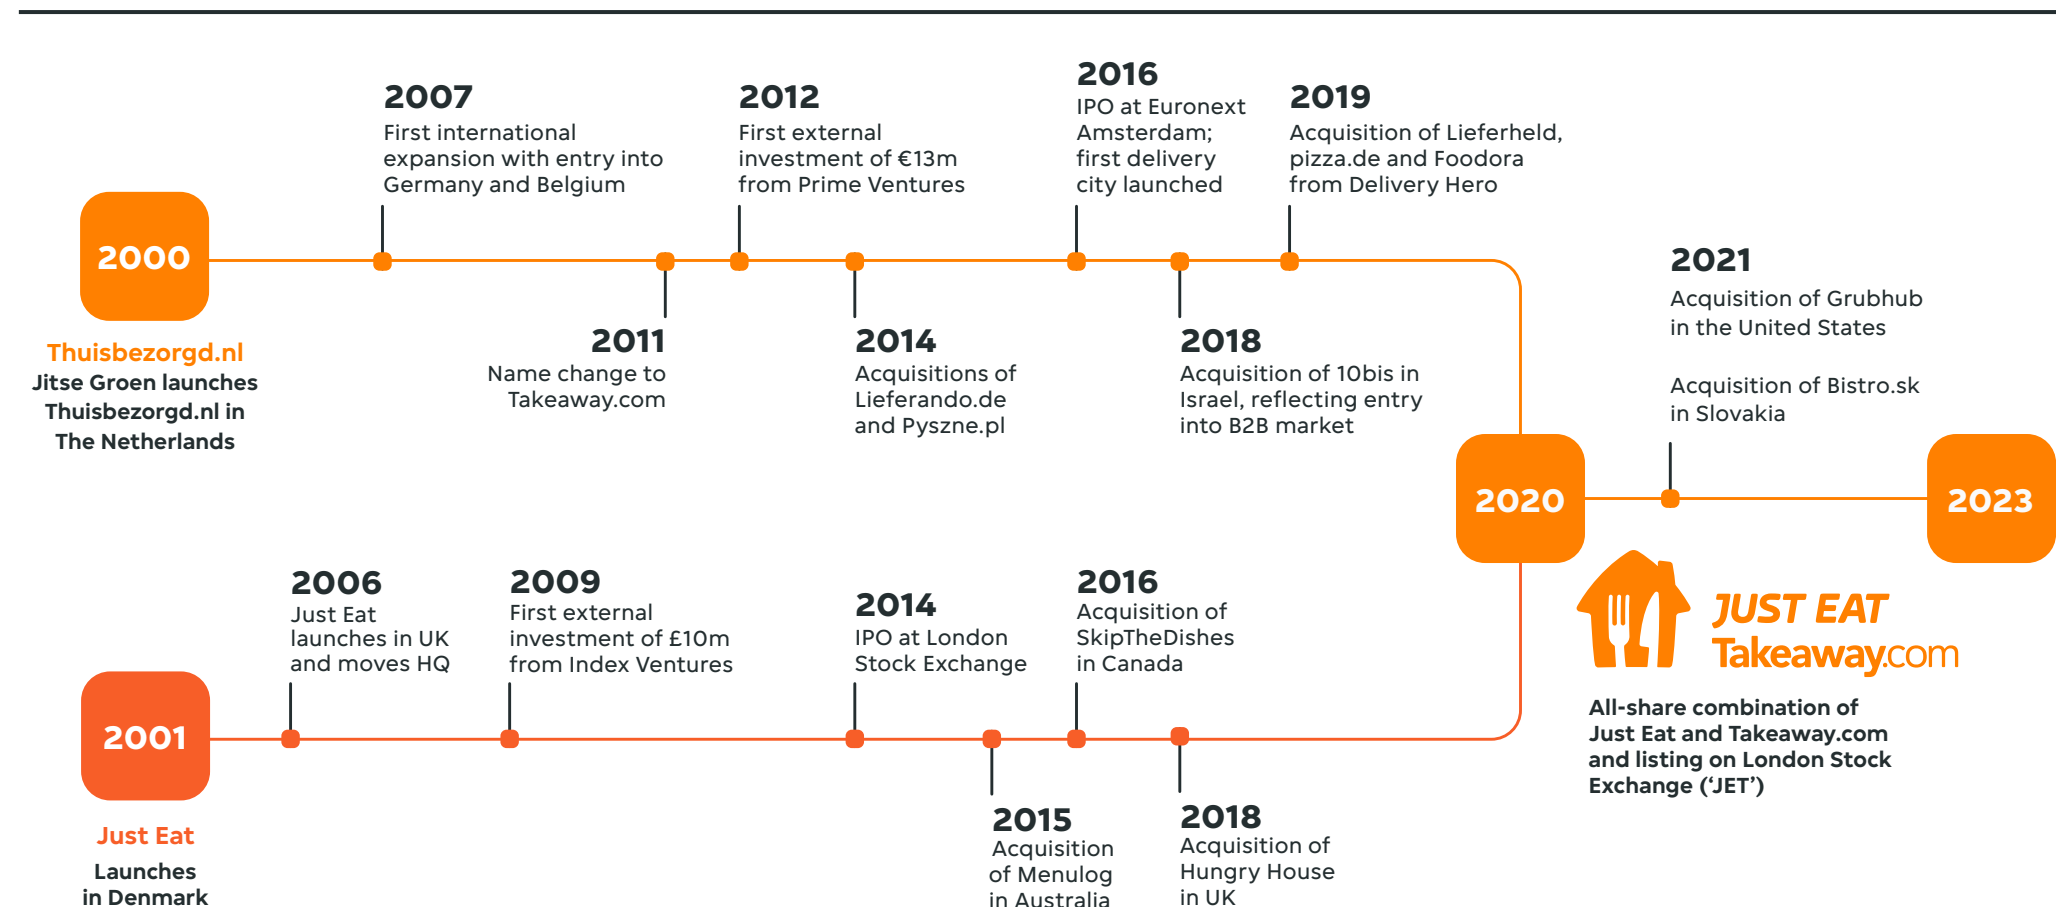 2000
Thuisbezorgd.nl
Jitse Groen launches
Thuisbezorgd.nl in
The Netherlands
2007
First international
expansion with entry into
Germany and Belgium
2011
Name change to
Takeaway.com
2012
First external
investment of €13m
from Prime Ventures
2014
Acquisitions of
Lieferando.de
and Pyszne.pl
2016
IPO at Euronext
Amsterdam;
first delivery
city launched
2018
Acquisition of 10bis in
Israel, reflecting entry
into B2B market
2019
Acquisition of Lieferheld,
pizza.de and Foodora
from Delivery Hero
2001
Just Eat
Launches
in Denmark
2006
Just Eat
launches in UK
and moves HQ
2009
First external
investment of £10m
from Index Ventures
2014
IPO at London
Stock Exchange
2015
Acquisition
of Menulog
in Australia
2016
Acquisition of
SkipTheDishes
in Canada
2018
Acquisition of
Hungry House
in UK
2020
JUST EAT
Takeaway.com
All-share combination of
Just Eat and Takeaway.com
and listing on London Stock
Exchange (‘JET’)
2021
Acquisition of Grubhub
in the United States
Acquisition of Bistro.sk
in Slovakia
2023